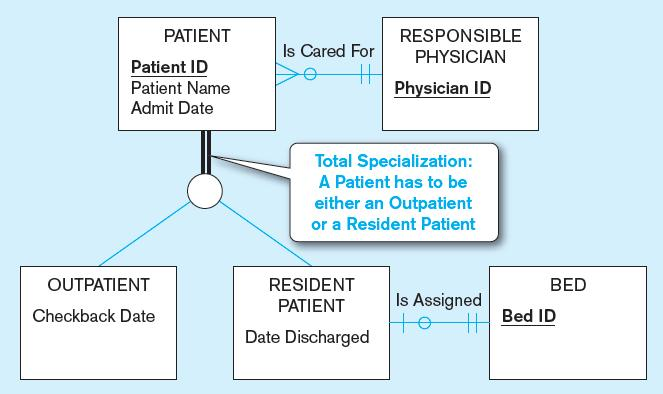 PATIENT
Patient ID
Patient Name
Admit Date
Is Cared For
RESPONSIBLE
PHYSICIAN
Physician ID
Total Specialization:
A Patient has to be
either an Outpatient
or a Resident Patient
OUTPATIENT
Checkback Date
RESIDENT
PATIENT
Date Discharged
Is Assigned
BED
Bed ID